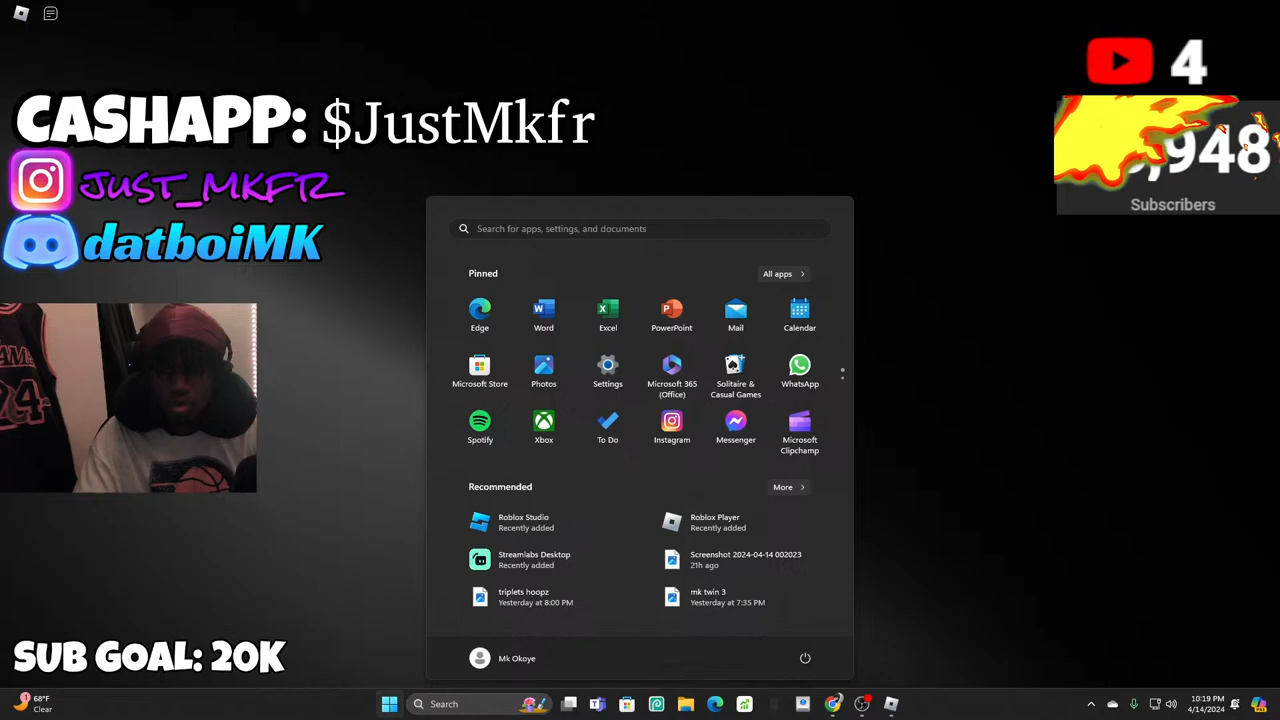 CASHAPP: $JustMkfr
JUST_MKFR
datboiMK
4
,948
Subscribers
Search for apps, settings, and documents
Pinned
All apps
Edge
Word
Excel
PowerPoint
Mail
Calendar
Microsoft Store
Photos
Settings
Microsoft 365 (Office)
Solitaire & Casual Games
WhatsApp
Spotify
Xbox
To Do
Instagram
Messenger
Microsoft Clipchamp
Recommended
More
Roblox Studio
Recently added
Roblox Player
Recently added
Streamlabs Desktop
Recently added
Screenshot 2024-04-14 002023
21h ago
triplets hoopz
Yesterday at 8:00 PM
mk twin 3
Yesterday at 7:35 PM
Mk Okoye
SUB GOAL: 20K
1
68°F
Clear
Search
10:19 PM
4/14/2024
24